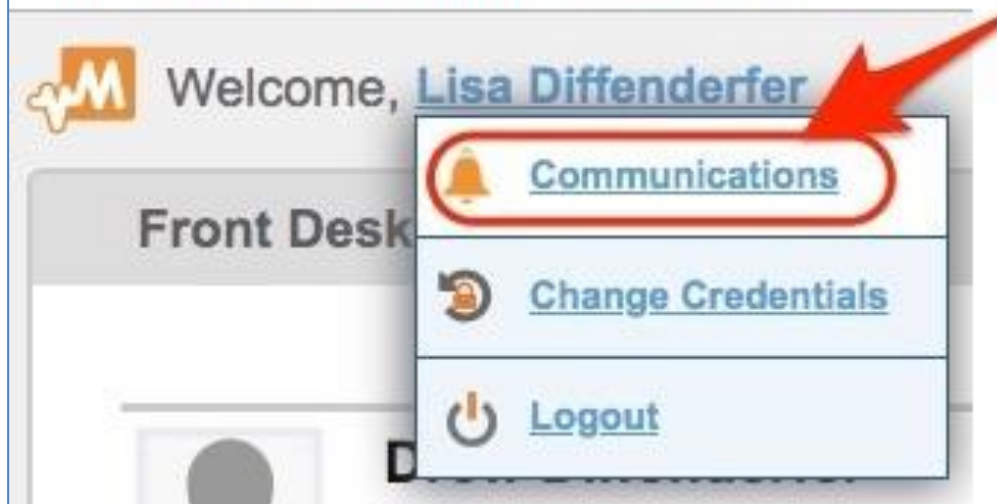 Welcome, Lisa Diffenderfer
Communications
Front Desk
Change Credentials
Logout